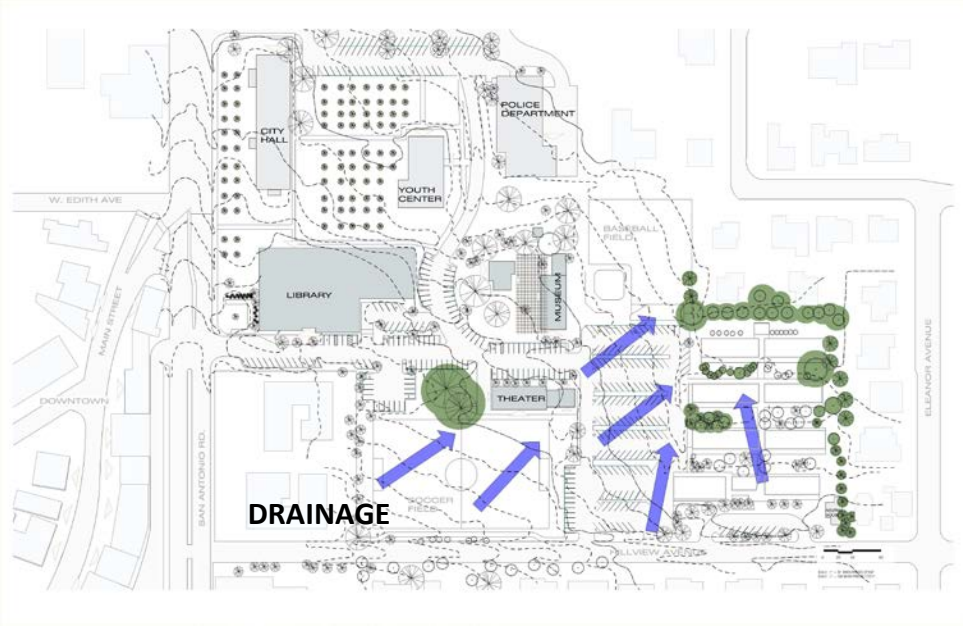 POLICE
DEPARTMENT
CITY
HALL
YOUTH
CENTER
W. EDITH AVE
BASEBALL
FIELD
LIBRARY
MUSEUM
MAIN STREET
ELEANOR AVENUE
DOWNTOWN
THEATER
SAN ANTONIO RD.
SOCCER
FIELD
DRAINAGE
HILLVIEW AVENUE